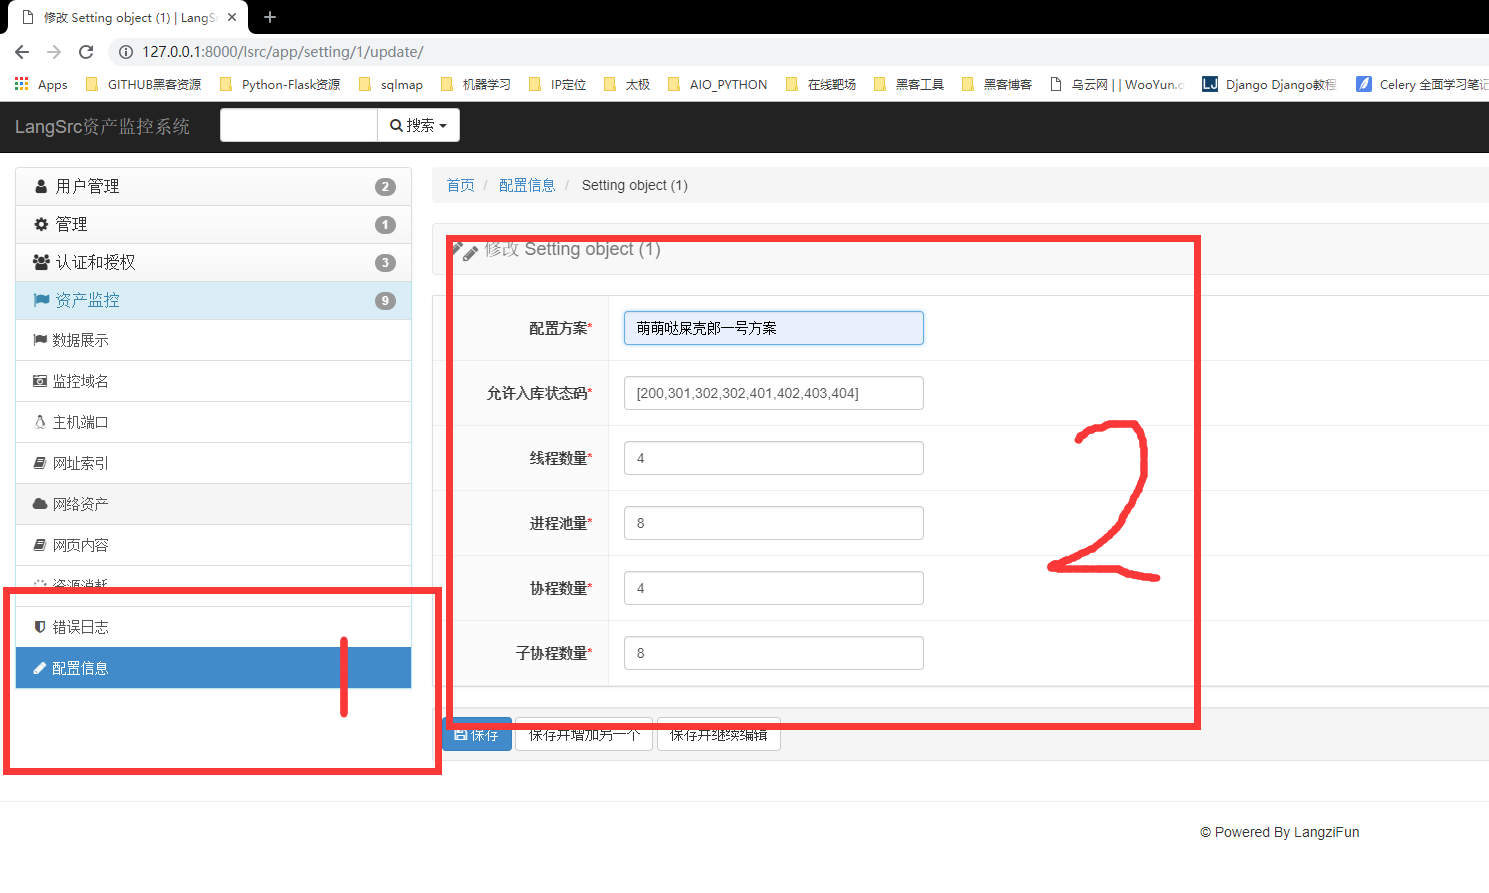 修改 Setting object (1) | LangSr
127.0.0.1:8000/lsrc/app/setting/1/update/
Apps GITHUB黑客资源 Python-Flask资源 sqlmap 机器学习 IP定位 太极 AIO_PYTHON 在线靶场 黑客工具 黑客博客 乌云网 | | WooYun.o Django Django教程 Celery 全面学习笔记
LangSrc资产监控系统 搜索
用户管理 2
管理 1
认证和授权 3
资产监控 9
数据展示
监控域名
主机端口
网址索引
网络资产
网页内容
资源消耗
错误日志
配置信息
1
首页 / 配置信息 / Setting object (1)
修改 Setting object (1)
配置方案* 萌萌哒屎壳郎一号方案
允许入库状态码* [200,301,302,302,401,402,403,404]
线程数量* 4
进程池量* 8
协程数量* 4
子协程数量* 8
2
保存 保存并增加另一个 保存并继续编辑
© Powered By LangziFun